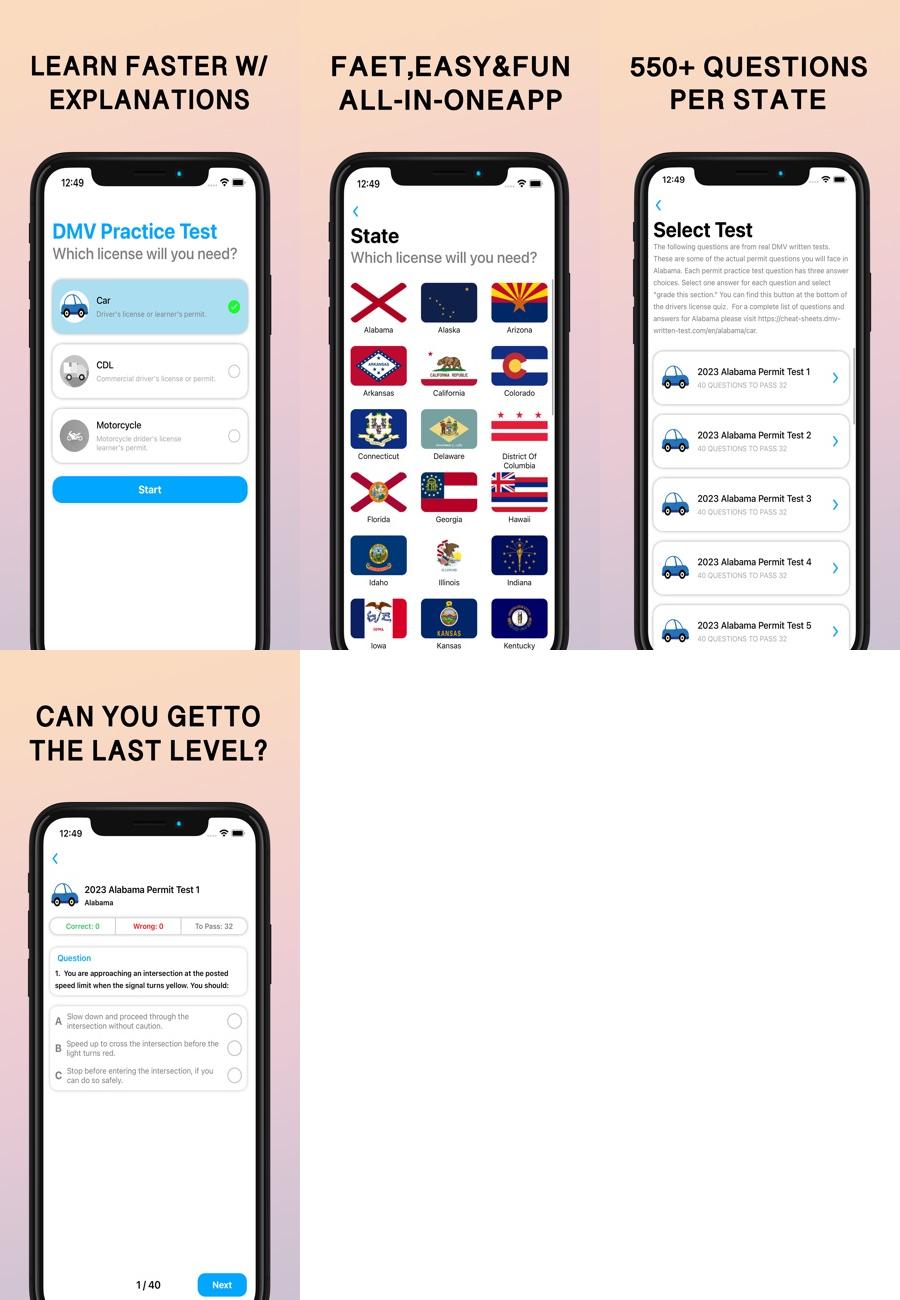 LEARN FASTER W/
EXPLANATIONS
12:49
DMV Practice Test
Which license will you need?
Car
Driver's license or learner's permit.
CDL
Commercial driver's license or permit.
Motorcycle
Motorcycle drider's license
learner's permit.
Start
FAET,EASY&FUN
ALL-IN-ONEAPP
12:49
State
Which license will you need?
Alabama
Alaska
Arizona
ARKANSAS
CALIFORNIA REPUBLIC
Arkansas
California
Colorado
Connecticut
Delaware
District Of
Columbia
Florida
Georgia
Hawaii
Idaho
Illinois
Indiana
IOWA
KANSAS
Iowa
Kansas
Kentucky
550+ QUESTIONS
PER STATE
12:49
Select Test
The following questions are from real DMV written tests.
These are some of the actual permit questions you will face in
Alabama. Each permit practice test question has three answer
choices. Select one answer for each question and select
"grade this section." You can find this button at the bottom of
the drivers license quiz. For a complete list of questions and
answers for Alabama please visit https://cheat-sheets.dmv-
written-test.com/en/alabama/car.
2023 Alabama Permit Test 1
40 QUESTIONS TO PASS 32
2023 Alabama Permit Test 2
40 QUESTIONS TO PASS 32
2023 Alabama Permit Test 3
40 QUESTIONS TO PASS 32
2023 Alabama Permit Test 4
40 QUESTIONS TO PASS 32
2023 Alabama Permit Test 5
40 QUESTIONS TO PASS 32
CAN YOU GETTO
THE LAST LEVEL?
12:49
2023 Alabama Permit Test 1
Alabama
Correct: 0
Wrong: 0
To Pass: 32
Question
1. You are approaching an intersection at the posted
speed limit when the signal turns yellow. You should:
A Slow down and proceed through the
intersection without caution.
B Speed up to cross the intersection before the
light turns red.
C Stop before entering the intersection, if you
can do so safely.
1 / 40
Next